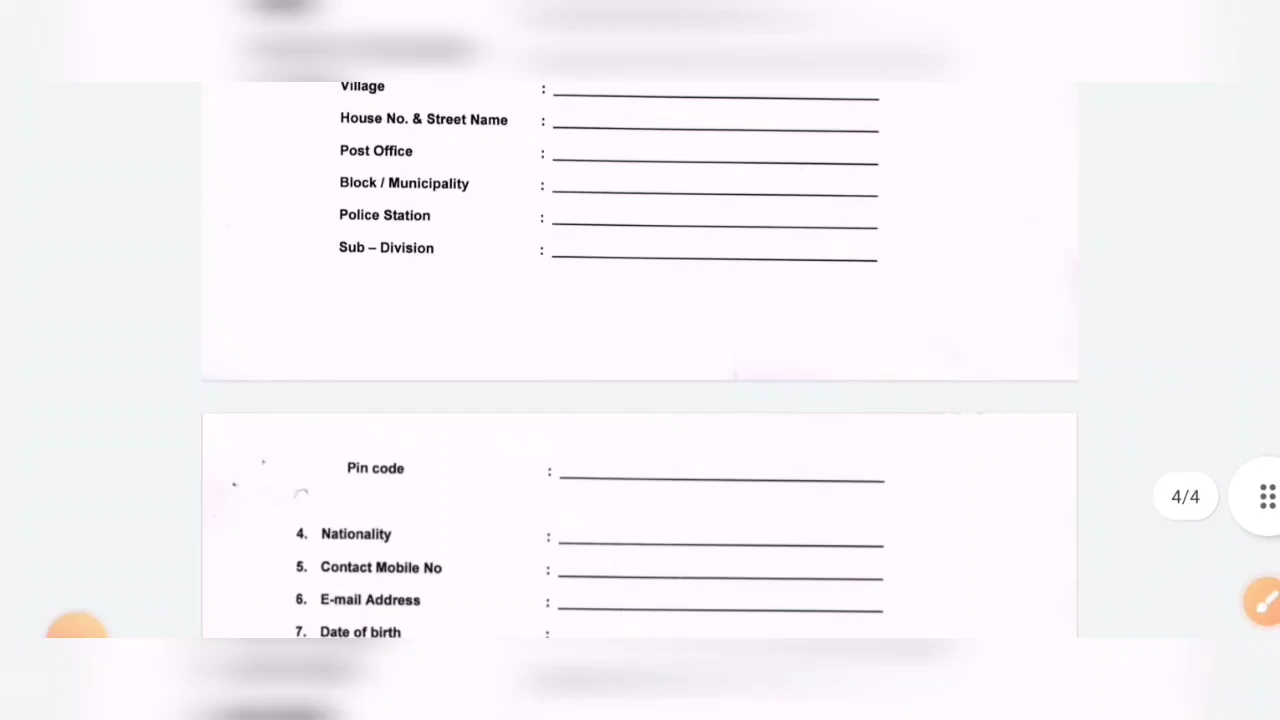 Village :
House No. & Street Name :
Post Office :
Block / Municipality :
Police Station :
Sub – Division :
Pin code :
4. Nationality :
5. Contact Mobile No :
6. E-mail Address :
7. Date of birth :
4/4